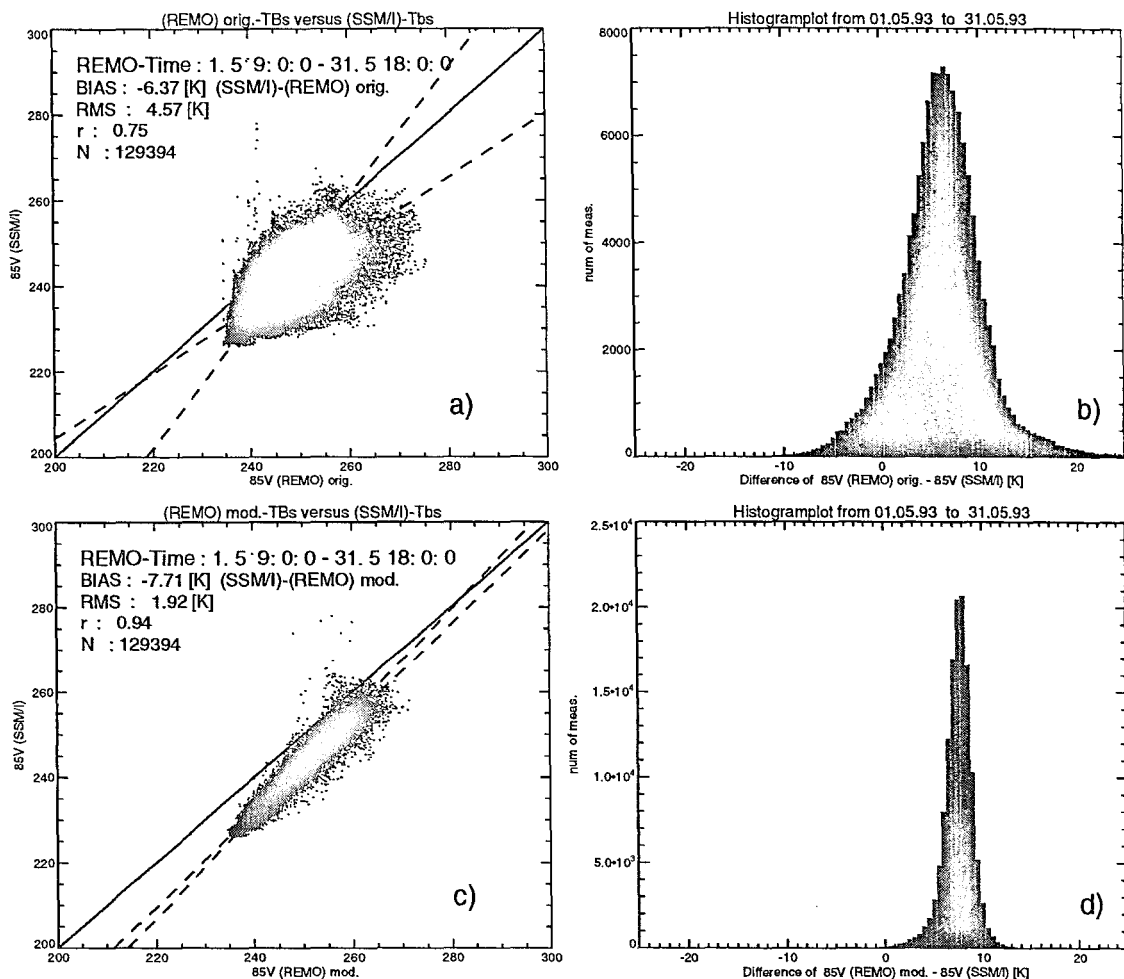 (REMO) orig.-TBs versus (SSM/I)-Tbs
REMO-Time : 1. 5 9: 0: 0 - 31. 5 18: 0: 0
BIAS : -6.37 [K] (SSM/I)-(REMO) orig.
RMS : 4.57 [K]
r : 0.75
N : 129394
300
280
260
240
220
200
85V (SSM/I)
a)
200 220 240 260 280 300
85V (REMO) orig.
Histogramplot from 01.05.93 to 31.05.93
8000
6000
4000
2000
0
num of meas.
b)
-20 -10 0 10 20
Difference of 85V (REMO) orig. - 85V (SSM/I) [K]
(REMO) mod.-TBs versus (SSM/I)-Tbs
REMO-Time : 1. 5 9: 0: 0 - 31. 5 18: 0: 0
BIAS : -7.71 [K] (SSM/I)-(REMO) mod.
RMS : 1.92 [K]
r : 0.94
N : 129394
300
280
260
240
220
200
85V (SSM/I)
c)
200 220 240 260 280 300
85V (REMO) mod.
Histogramplot from 01.05.93 to 31.05.93
2.5•10⁴
2.0•10⁴
1.5•10⁴
1.0•10⁴
5.0•10³
0
num of meas.
d)
-20 -10 0 10 20
Difference of 85V (REMO) mod. - 85V (SSM/I) [K]